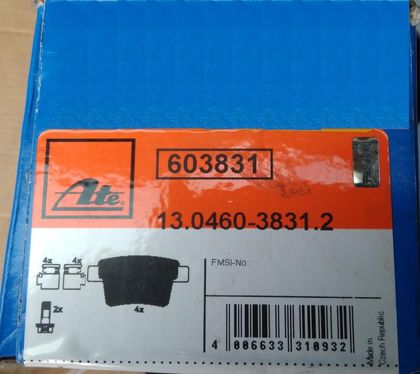 603831
Ate
13.0460-3831.2
4x 4x
FMSI-No.:
2x
4x
4 006633 310932
Made in
Czech Republic